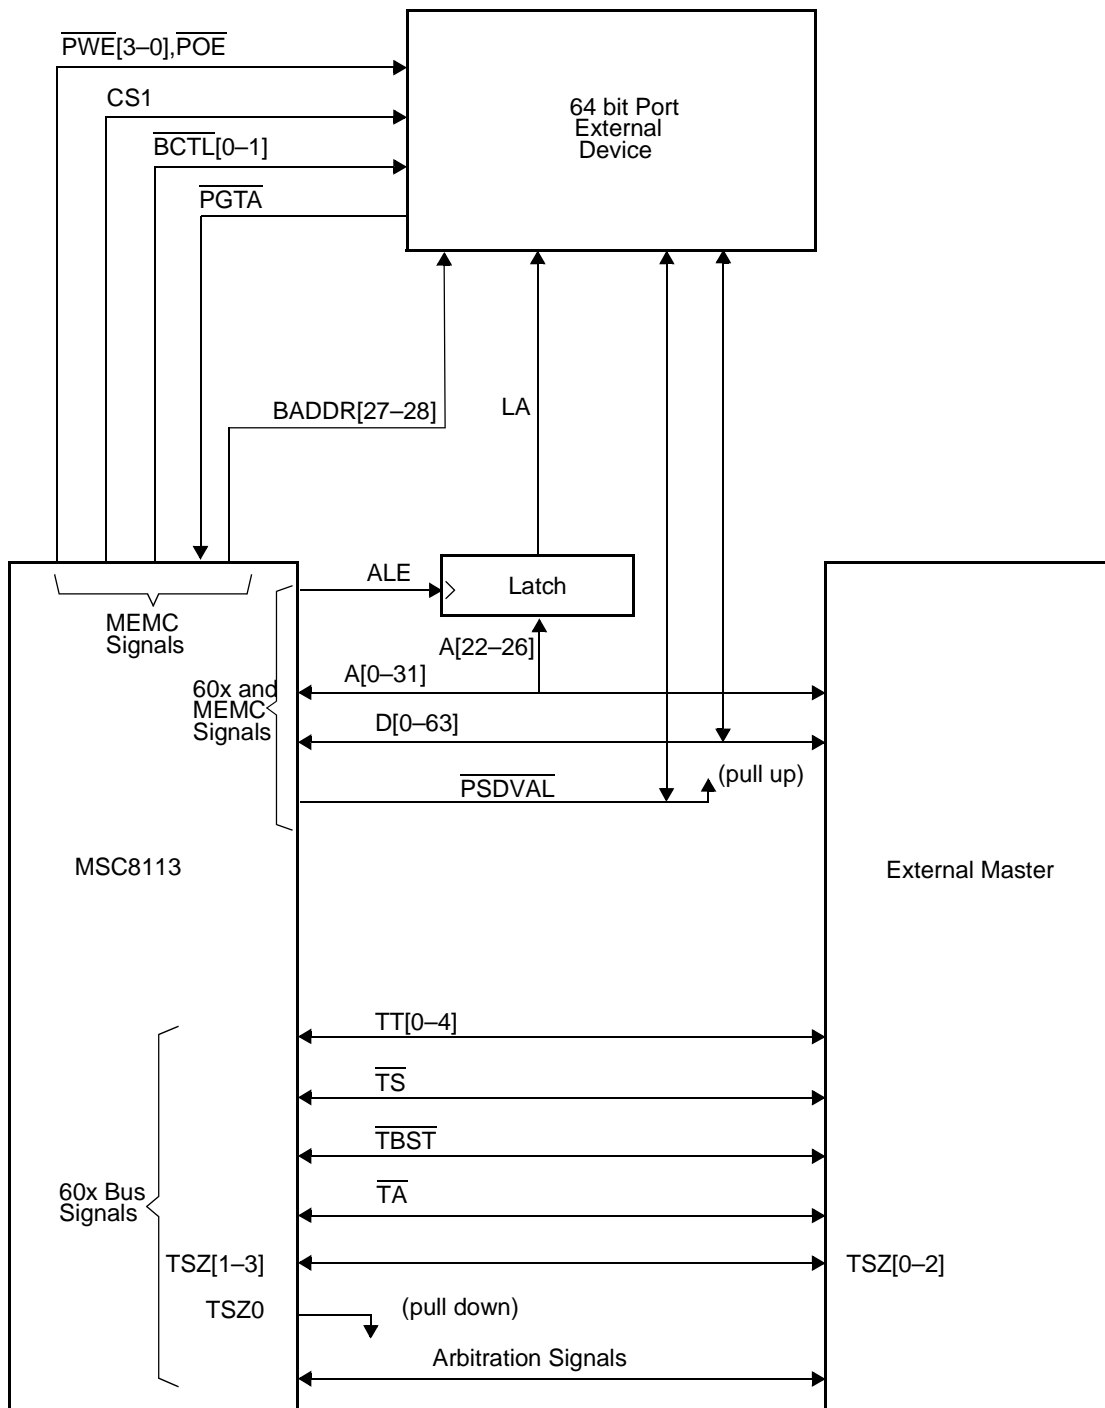 PWE[3–0],POE
CS1
BCTL[0–1]
PGTA
64 bit Port
External
Device
BADDR[27–28]
LA
ALE
Latch
MEMC
Signals
A[22–26]
A[0–31]
60x and
MEMC
Signals
D[0–63]
(pull up)
PSDVAL
MSC8113
External Master
TT[0–4]
TS
TBST
TA
60x Bus
Signals
TSZ[1–3]
TSZ[0–2]
TSZ0
(pull down)
Arbitration Signals